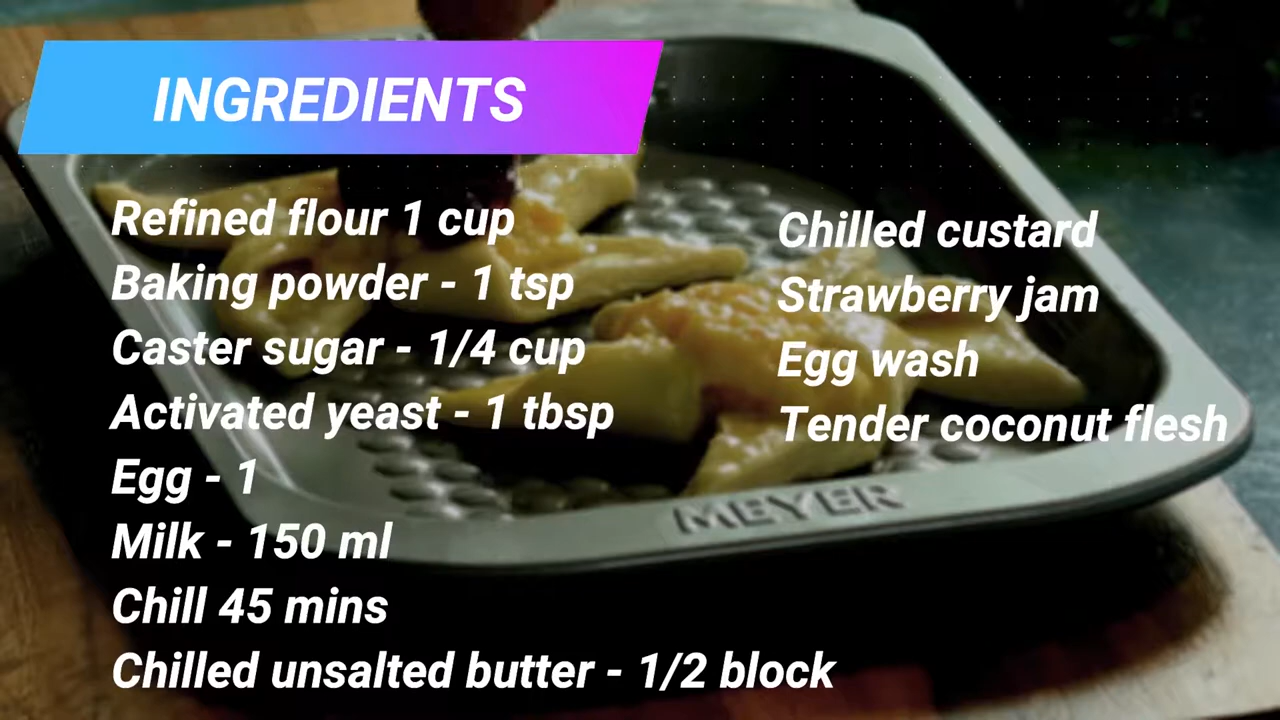 INGREDIENTS
Refined flour 1 cup
Baking powder - 1 tsp
Caster sugar - 1/4 cup
Activated yeast - 1 tbsp
Egg - 1
Milk - 150 ml
Chill 45 mins
Chilled unsalted butter - 1/2 block
Chilled custard
Strawberry jam
Egg wash
Tender coconut flesh
MEYER